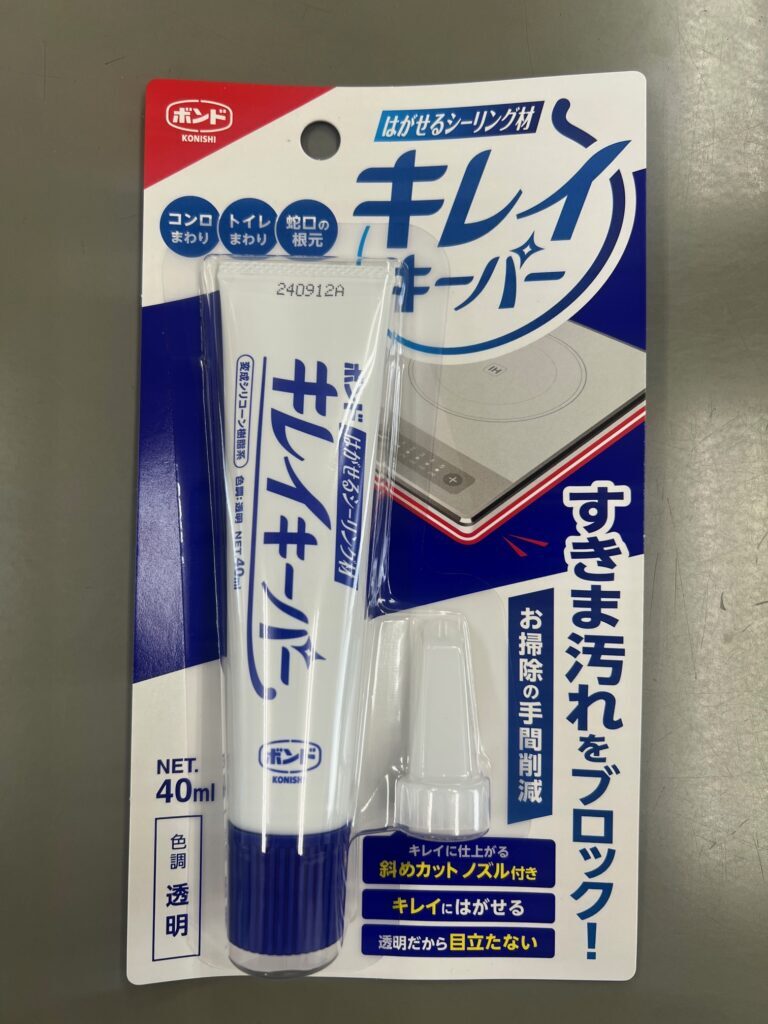 ボンド
KONISHI
はがせるシーリング材
キレイ
キーパー
コンロ
まわり
トイレ
まわり
蛇口の
根元
240912A
ボンド はがせるシーリング材
キレイキーパー
変成シリコーン樹脂系
色調:透明 NET.40ml
ボンド
KONISHI
IH
すきま汚れをブロック!
お掃除の手間削減
NET.
40ml
色調
透明
キレイに仕上がる
斜めカット ノズル付き
キレイにはがせる
透明だから目立たない